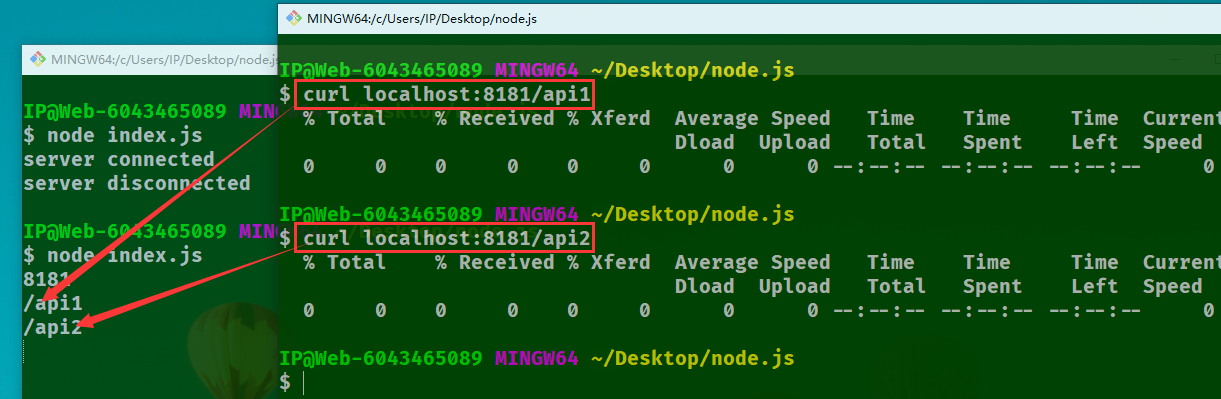 MINGW64:/c/Users/IP/Desktop/node.js
IP@Web-6043465089 MING
$ node index.js
server connected
server disconnected
IP@Web-6043465089 MING
$ node index.js
8181
/api1
/api2
MINGW64:/c/Users/IP/Desktop/node.js
IP@Web-6043465089 MINGW64 ~/Desktop/node.js
$ curl localhost:8181/api1
% Total % Received % Xferd Average Speed Time Time Time Current
Dload Upload Total Spent Left Speed
0 0 0 0 0 0 0 0 --:--:-- --:--:-- --:--:-- 0
IP@Web-6043465089 MINGW64 ~/Desktop/node.js
$ curl localhost:8181/api2
% Total % Received % Xferd Average Speed Time Time Time Current
Dload Upload Total Spent Left Speed
0 0 0 0 0 0 0 0 --:--:-- --:--:-- --:--:-- 0
IP@Web-6043465089 MINGW64 ~/Desktop/node.js
$